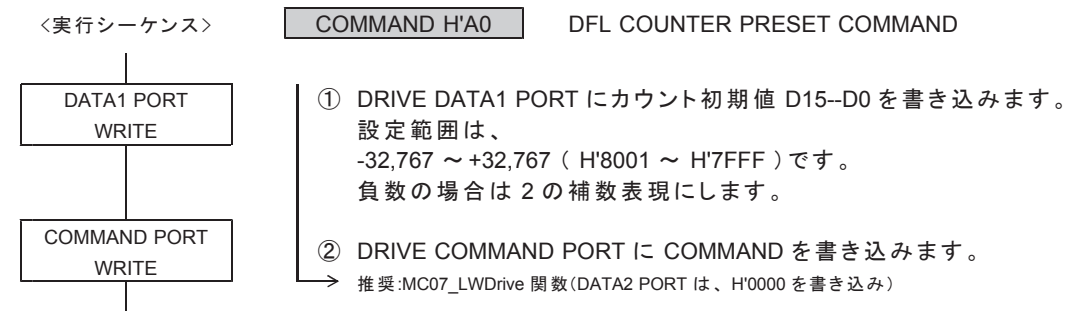 <実行シーケンス>
COMMAND H'A0 DFL COUNTER PRESET COMMAND
DATA1 PORT
WRITE
① DRIVE DATA1 PORT にカウント初期値 D15--D0 を書き込みます。
設定範囲は、
-32,767 ~ +32,767 ( H'8001 ~ H'7FFF ) です。
負数の場合は 2 の補数表現にします。
COMMAND PORT
WRITE
② DRIVE COMMAND PORT に COMMAND を書き込みます。
推奨:MC07_LWDrive 関数(DATA2 PORT は、H'0000 を書き込み)